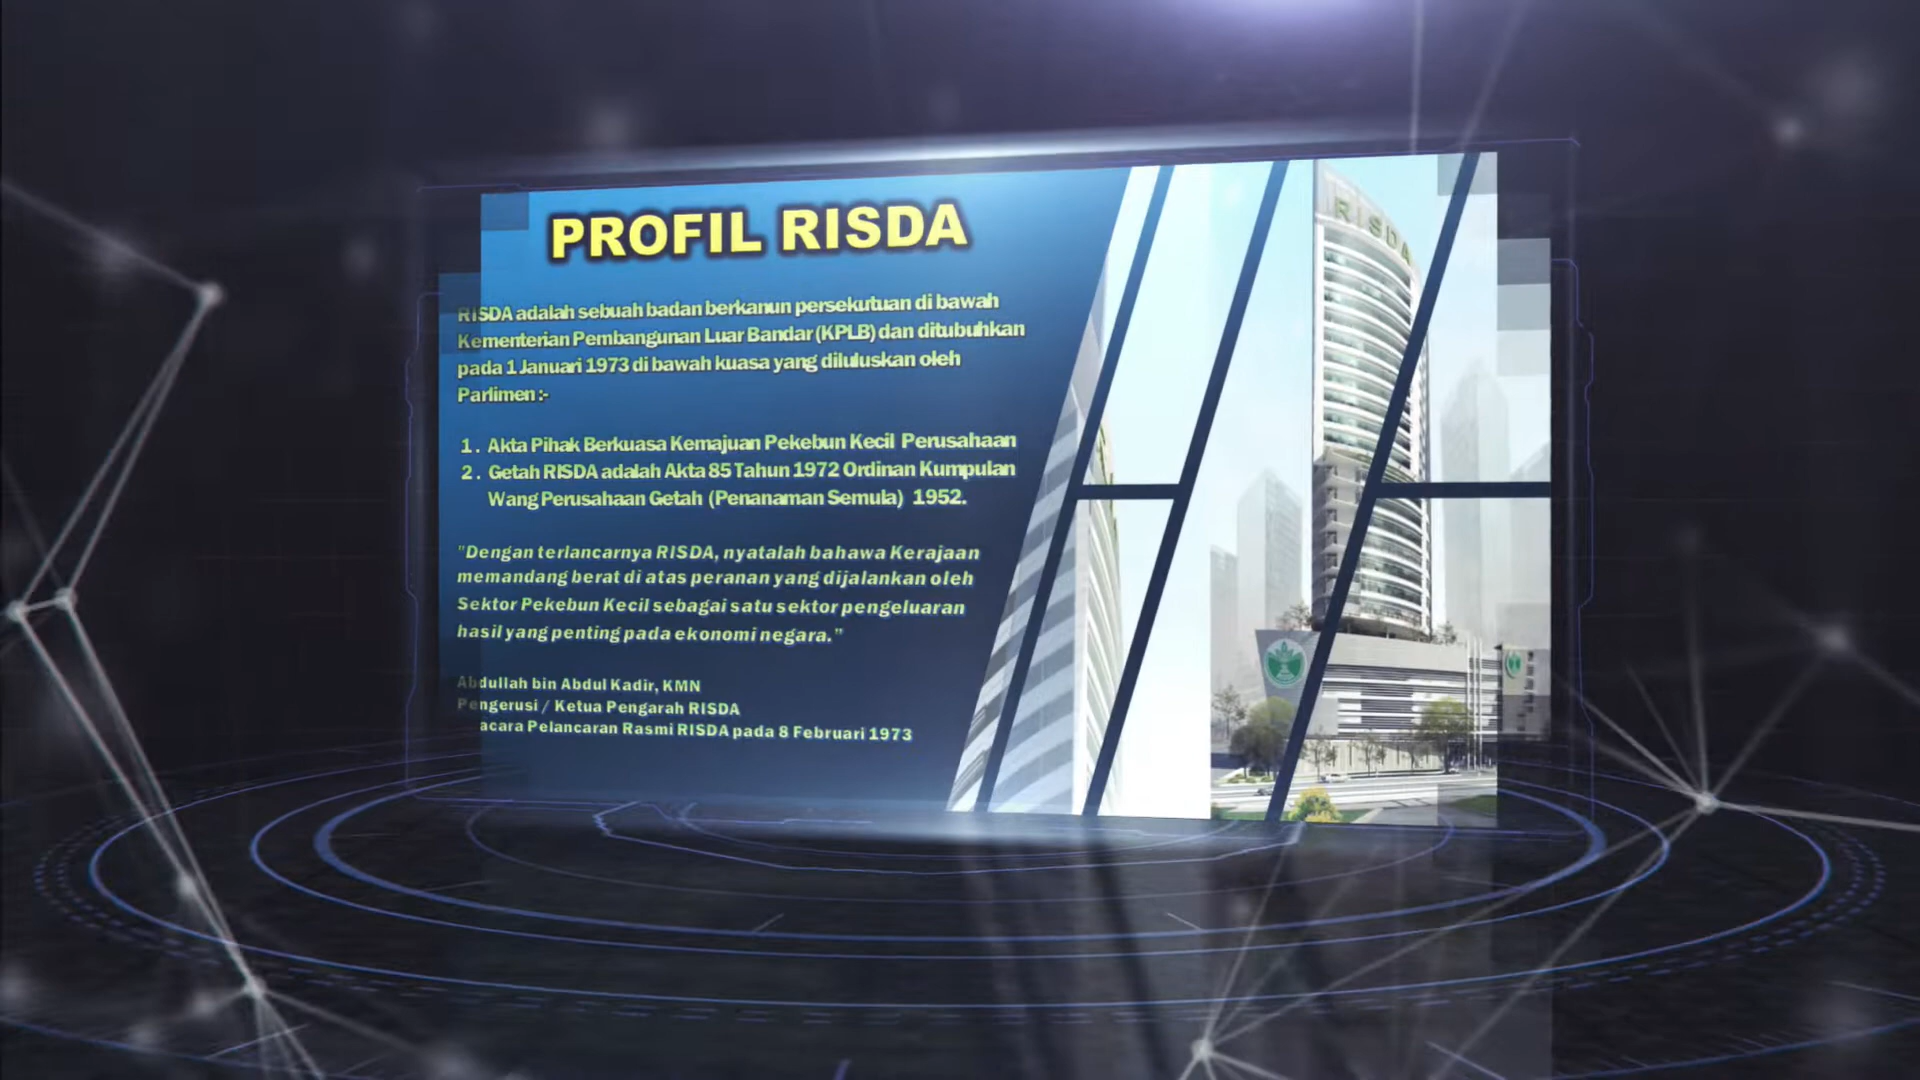 PROFIL RISDA
RISDA adalah sebuah badan berkanun persekutuan di bawah
Kementerian Pembangunan Luar Bandar (KPLB) dan ditubuhkan
pada 1 Januari 1973 di bawah kuasa yang diluluskan oleh
Parlimen :-
1. Akta Pihak Berkuasa Kemajuan Pekebun Kecil Perusahaan
2. Getah RISDA adalah Akta 85 Tahun 1972 Ordinan Kumpulan
Wang Perusahaan Getah (Penanaman Semula) 1952.
"Dengan terlancarnya RISDA, nyatalah bahawa Kerajaan
memandang berat di atas peranan yang dijalankan oleh
Sektor Pekebun Kecil sebagai satu sektor pengeluaran
hasil yang penting pada ekonomi negara."
Abdullah bin Abdul Kadir, KMN
Pengerusi / Ketua Pengarah RISDA
acara Pelancaran Rasmi RISDA pada 8 Februari 1973
RISDA